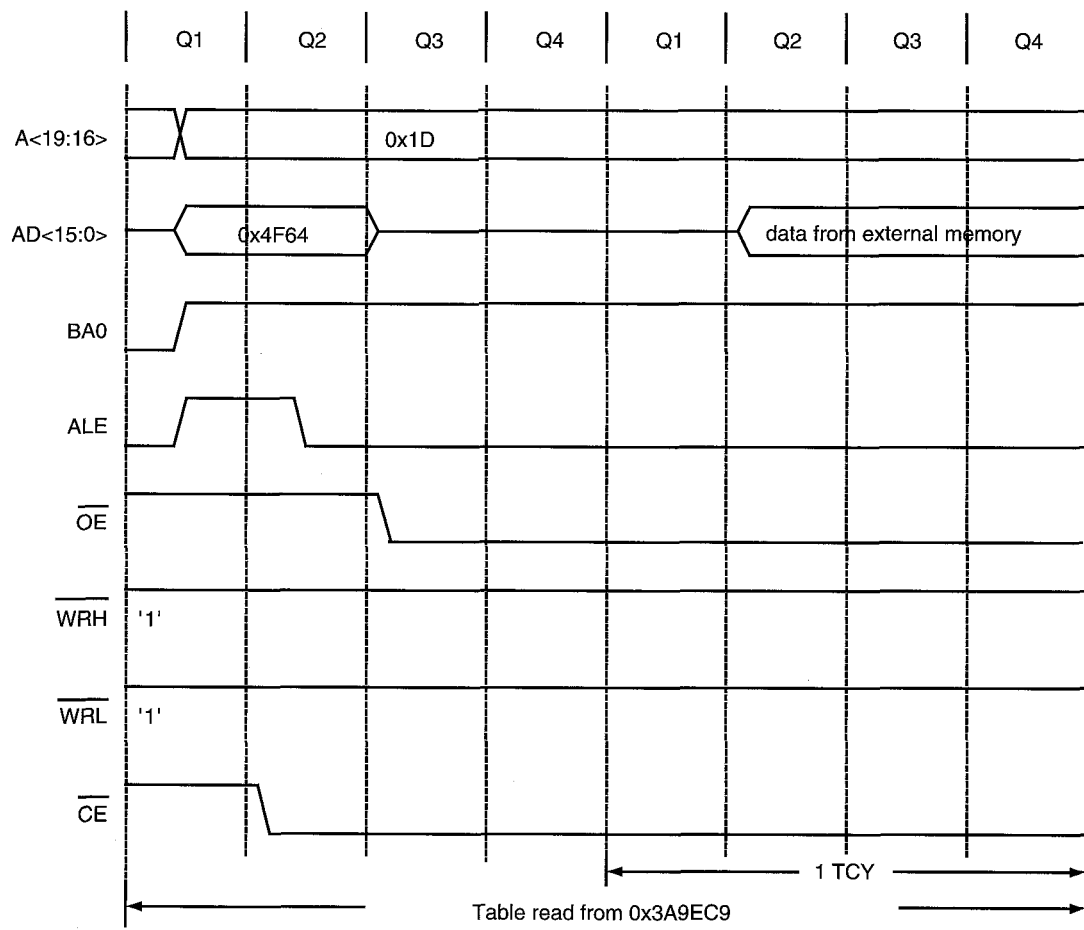 Q1 Q2 Q3 Q4 Q1 Q2 Q3 Q4
A<19:16> 0x1D
AD<15:0> 0x4F64 data from external memory
BA0
ALE
OE
WRH '1'
WRL '1'
CE
1 TCY
Table read from 0x3A9EC9